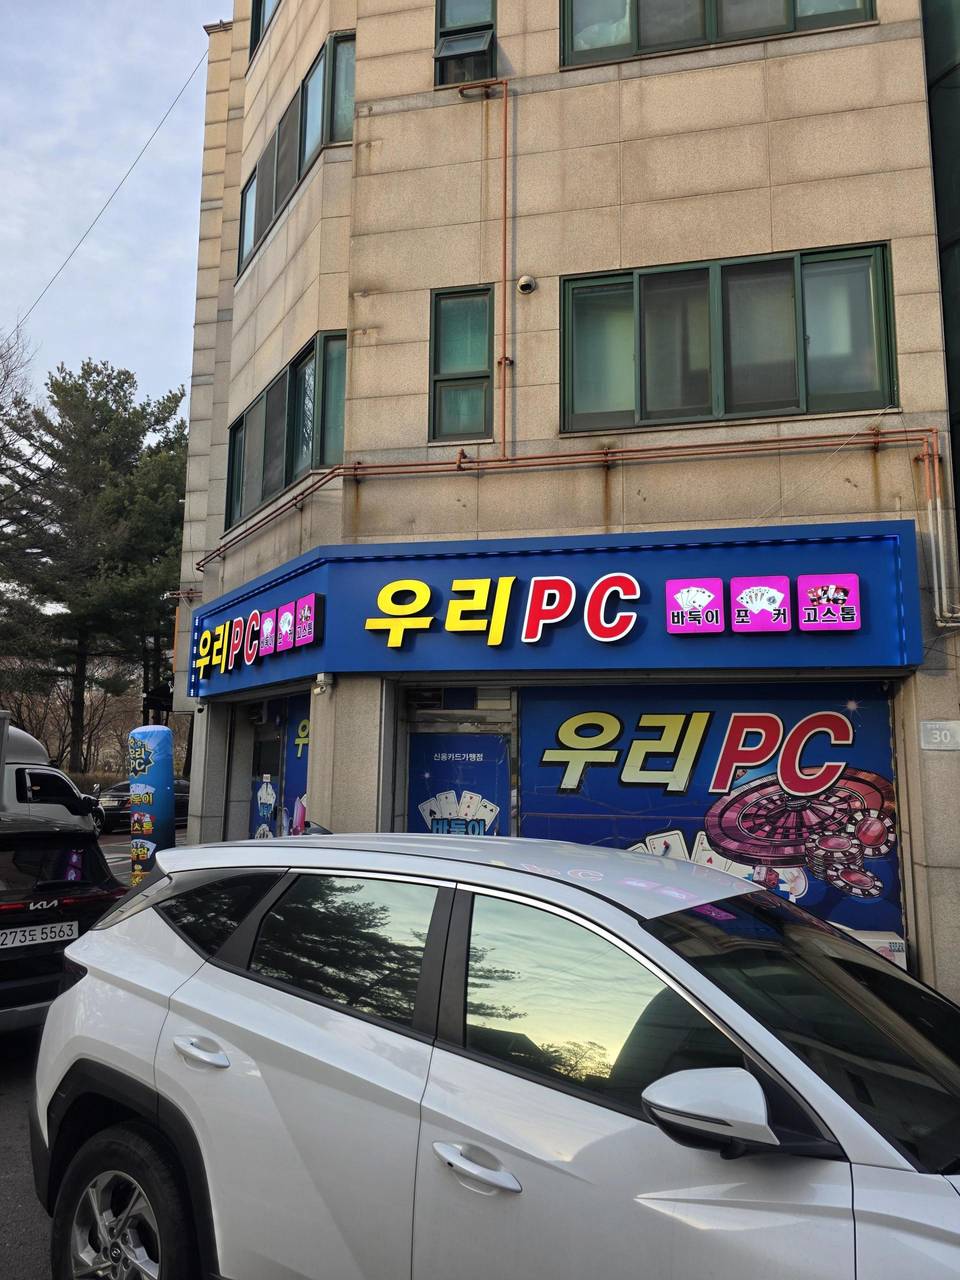 우리PC
바둑이 포커 고스톱
우리PC
바둑이 포커 고스톱
우리PC
신용카드가맹점
바둑이
우
우리
PC
바둑이
고스톱
30
KIA
273도 5563